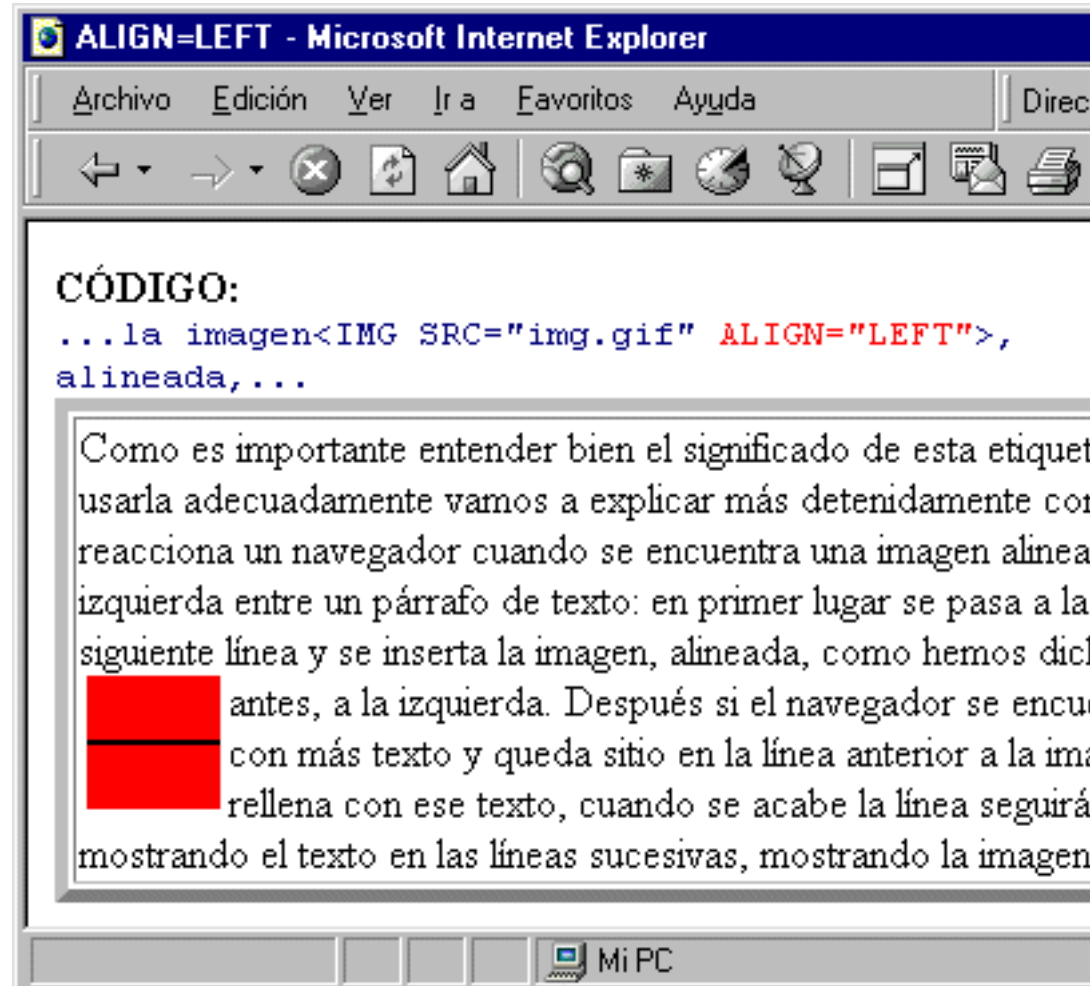 ALIGN=LEFT - Microsoft Internet Explorer
Archivo Edición Ver Ir a Favoritos Ayuda Direc
CÓDIGO:
...la imagen<IMG SRC="img.gif" ALIGN="LEFT">,
alineada,...
Como es importante entender bien el significado de esta etiquet
usarla adecuadamente vamos a explicar más detenidamente con
reacciona un navegador cuando se encuentra una imagen alinea
izquierda entre un párrafo de texto: en primer lugar se pasa a la
siguiente línea y se inserta la imagen, alineada, como hemos dich
antes, a la izquierda. Después si el navegador se encue
con más texto y queda sitio en la línea anterior a la ima
rellena con ese texto, cuando se acabe la línea seguirá
mostrando el texto en las líneas sucesivas, mostrando la imagen
Mi PC